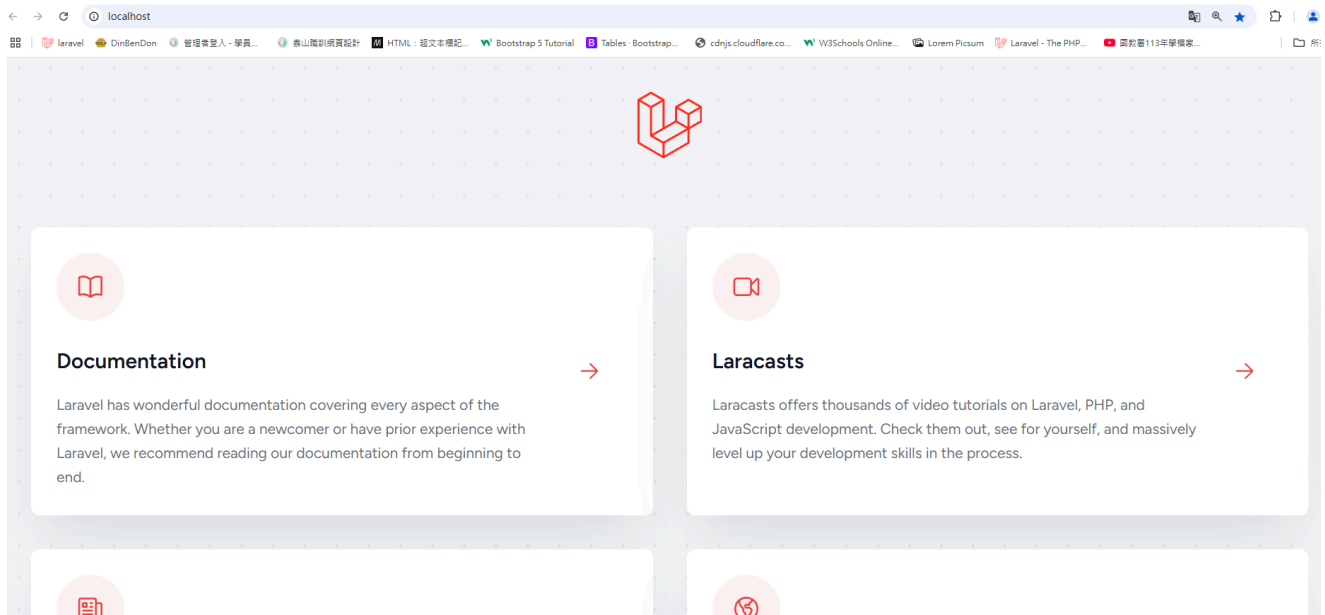 localhost
laravel DinBenDon 管理者登入 - 學員... 泰山職訓網頁設計 HTML：超文本標記... Bootstrap 5 Tutorial Tables · Bootstrap... cdnjs.cloudflare.co... W3Schools Online... Lorem Picsum Laravel - The PHP... 國教署113年學檔家... 所
Documentation
Laravel has wonderful documentation covering every aspect of the
framework. Whether you are a newcomer or have prior experience with
Laravel, we recommend reading our documentation from beginning to
end.
Laracasts
Laracasts offers thousands of video tutorials on Laravel, PHP, and
JavaScript development. Check them out, see for yourself, and massively
level up your development skills in the process.